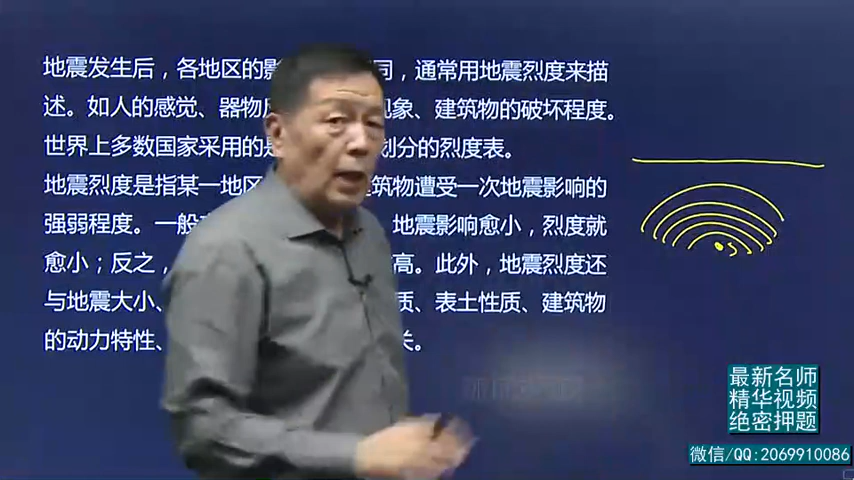 地震发生后，各地区的影 同，通常用地震烈度来描
述。如人的感觉、器物 现象、建筑物的破坏程度。
世界上多数国家采用的是 划分的烈度表。
地震烈度是指某一地区 建筑物遭受一次地震影响的
强弱程度。一般 地震影响愈小，烈度就
愈小；反之， 高。此外，地震烈度还
与地震大小、 质、表土性质、建筑物
的动力特性、 关。
最新名师
精华视频
绝密押题
微信/QQ:2069910086